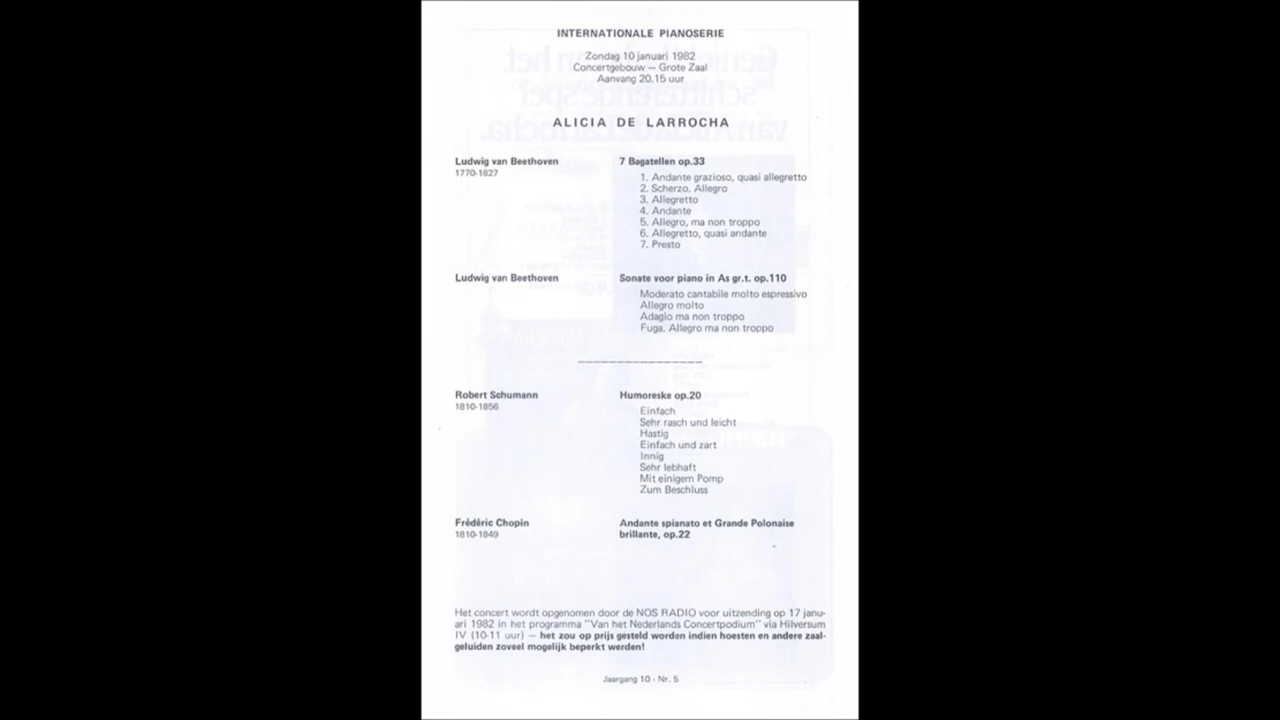 INTERNATIONALE PIANOSERIE
Zondag 10 januari 1982
Concertgebouw — Grote Zaal
Aanvang 20.15 uur
ALICIA DE LARROCHA
Ludwig van Beethoven
1770-1827
7 Bagatellen op.33
1. Andante grazioso, quasi allegretto
2. Scherzo. Allegro
3. Allegretto
4. Andante
5. Allegro, ma non troppo
6. Allegretto, quasi andante
7. Presto
Ludwig van Beethoven
Sonate voor piano in As gr.t. op.110
Moderato cantabile molto espressivo
Allegro molto
Adagio ma non troppo
Fuga. Allegro ma non troppo
Robert Schumann
1810-1856
Humoreske op.20
Einfach
Sehr rasch und leicht
Hastig
Einfach und zart
Innig
Sehr lebhaft
Mit einigem Pomp
Zum Beschluss
Frédéric Chopin
1810-1849
Andante spianato et Grande Polonaise
brillante, op.22
Het concert wordt opgenomen door de NOS RADIO voor uitzending op 17 janu-
ari 1982 in het programma "Van het Nederlands Concertpodium" via Hilversum
IV (10-11 uur) — het zou op prijs gesteld worden indien hoesten en andere zaal-
geluiden zoveel mogelijk beperkt werden!
Jaargang 10 - Nr. 5